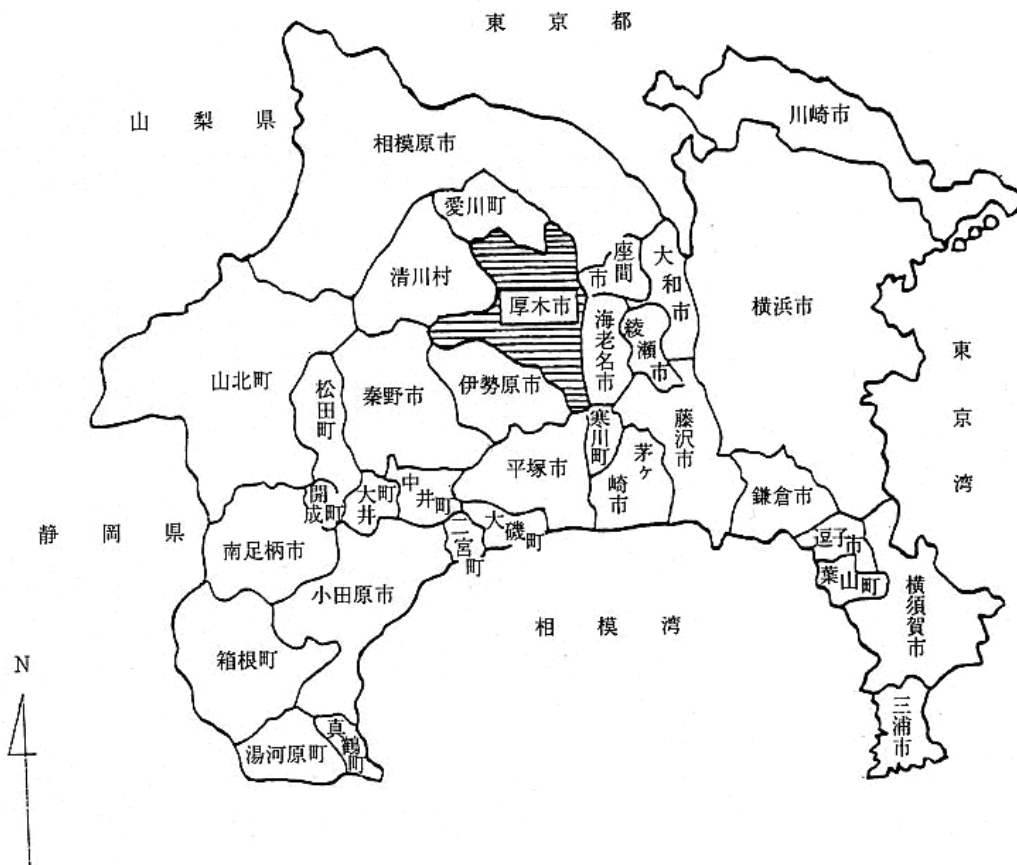 東京都
山梨県
川崎市
相模原市
愛川町
座間市
大和市
清川村
厚木市
横浜市
海老名市
綾瀬市
東京湾
山北町
松田町
秦野市
伊勢原市
藤沢市
寒川町
茅ヶ崎市
平塚市
鎌倉市
開成町
大井町
中井町
静岡県
南足柄市
二宮町
大磯町
逗子市
葉山町
小田原市
横須賀市
相模湾
箱根町
N
三浦市
真鶴町
湯河原町